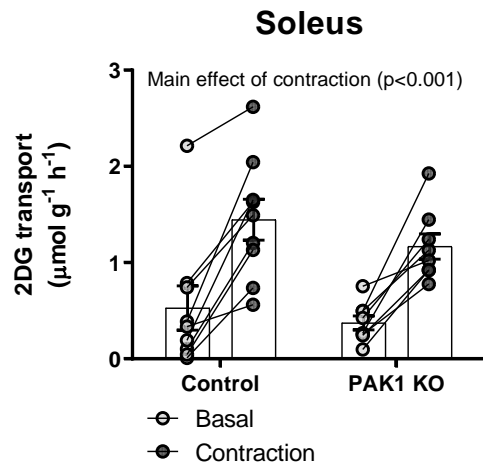 Soleus
Main effect of contraction (p<0.001)
2DG transport
(μmol g⁻¹ h⁻¹)
3
2
1
0
Control PAK1 KO
Basal
Contraction